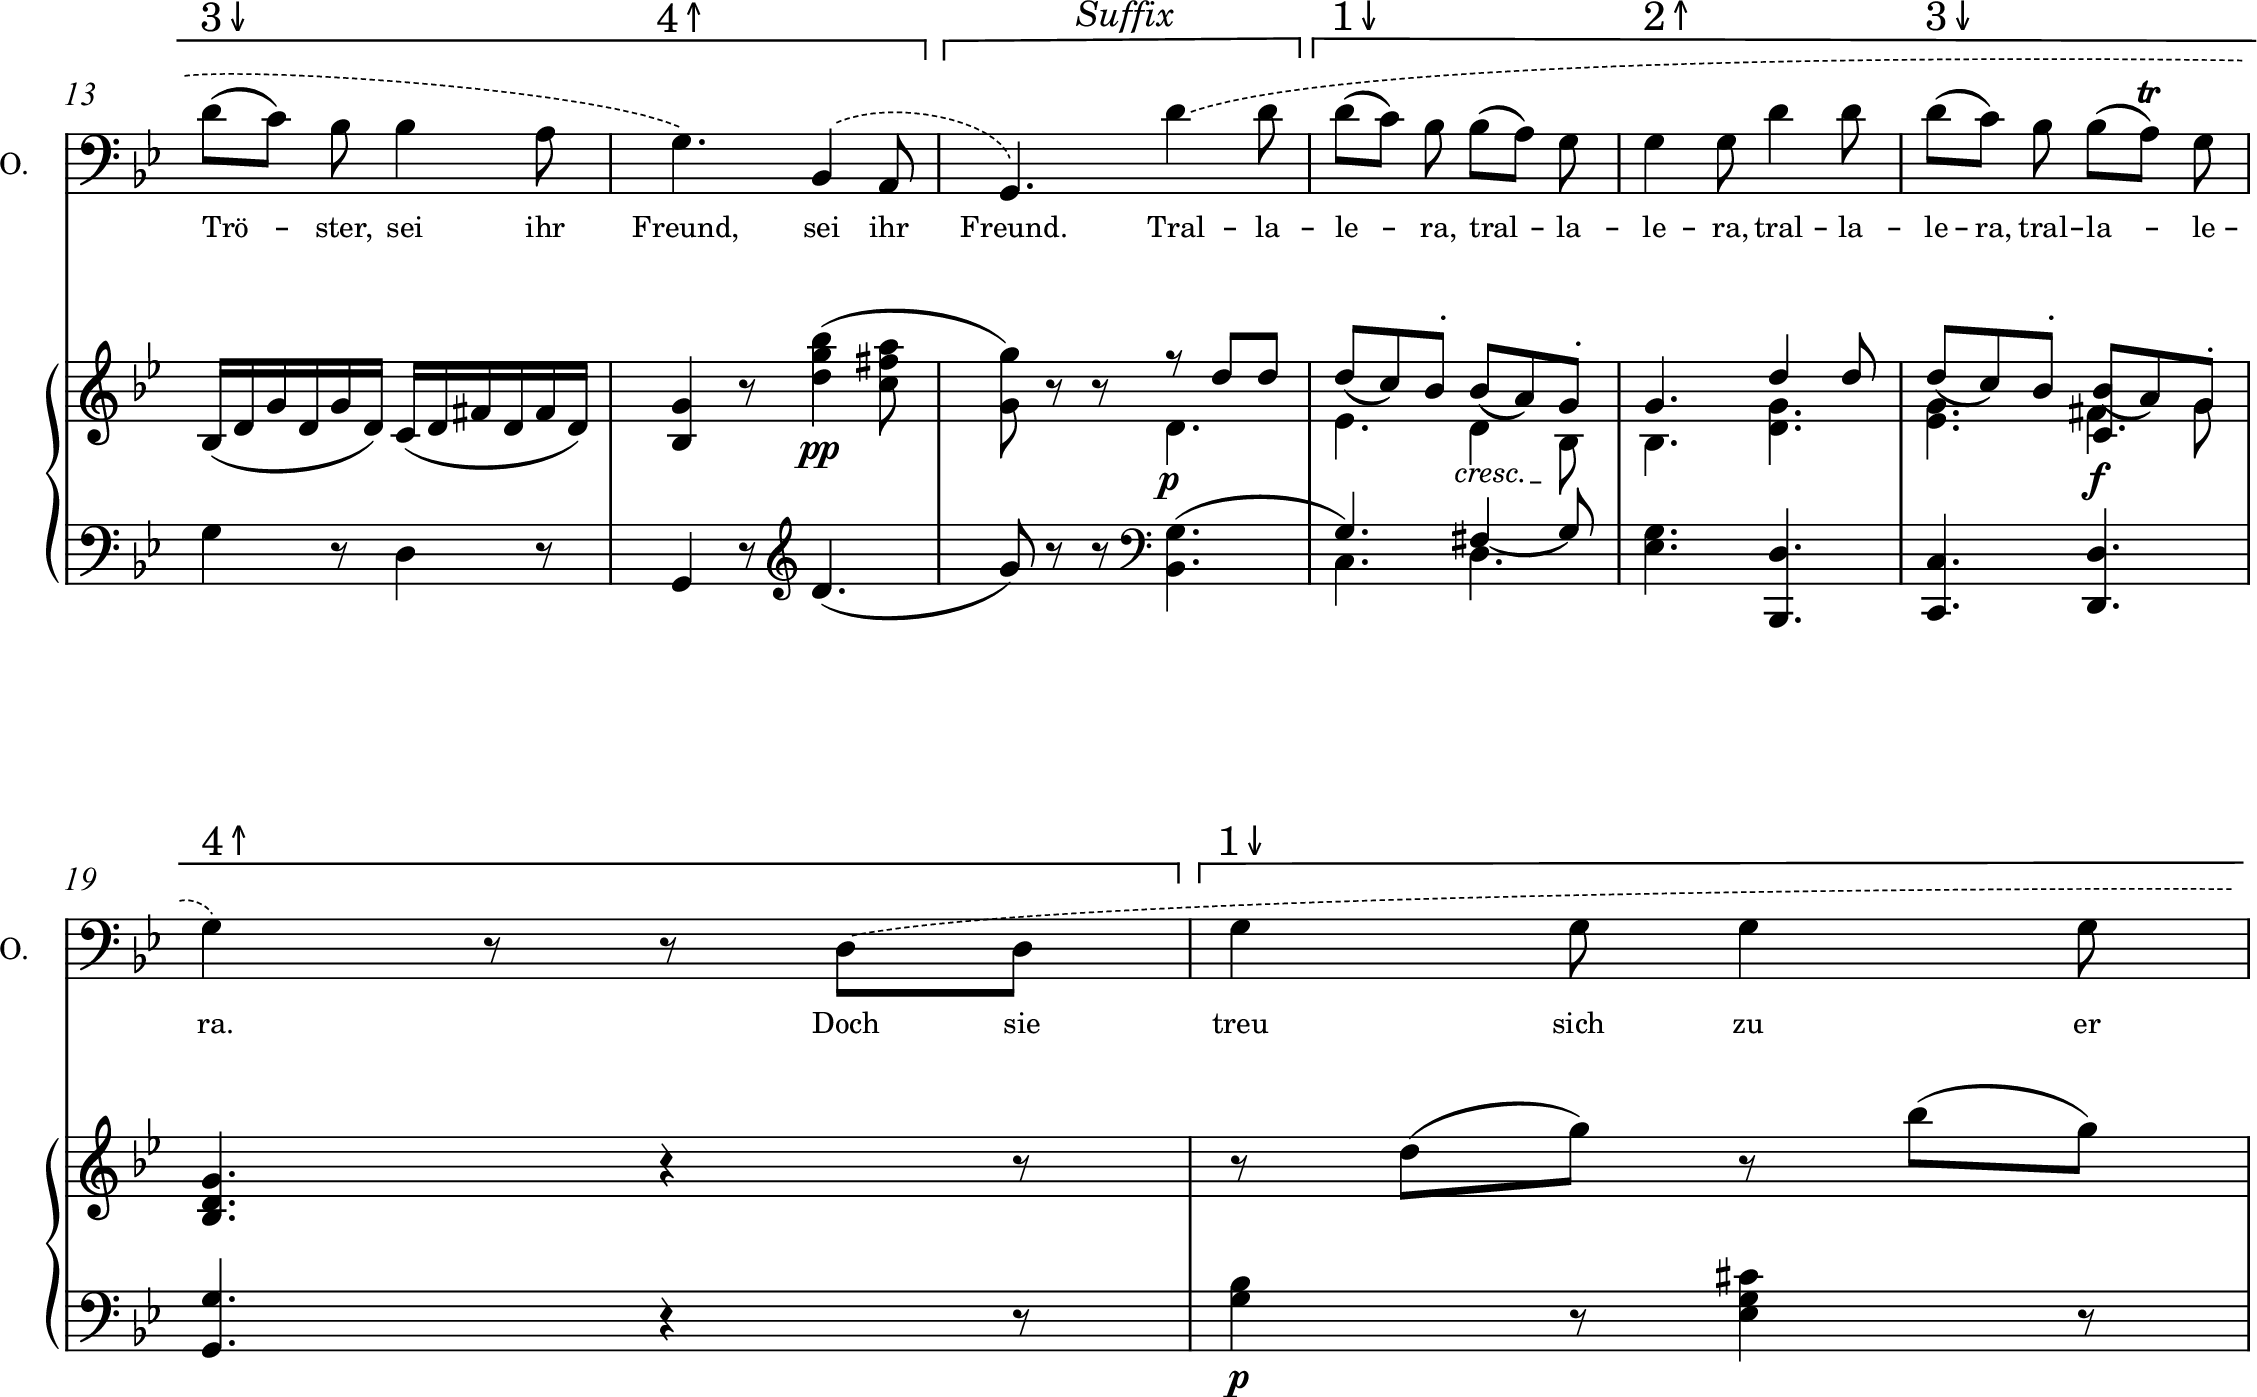 3↓ 4↑ Suffix 1↓ 2↑ 3↓
13
O.
tr
Trö – ster, sei ihr Freund, sei ihr Freund. Tral – la – le – ra, tral – la – le – ra, tral – la – le – ra, tral – la – le –
pp p cresc. f
4↑ 1↓
19
O.
ra. Doch sie treu sich zu er
p